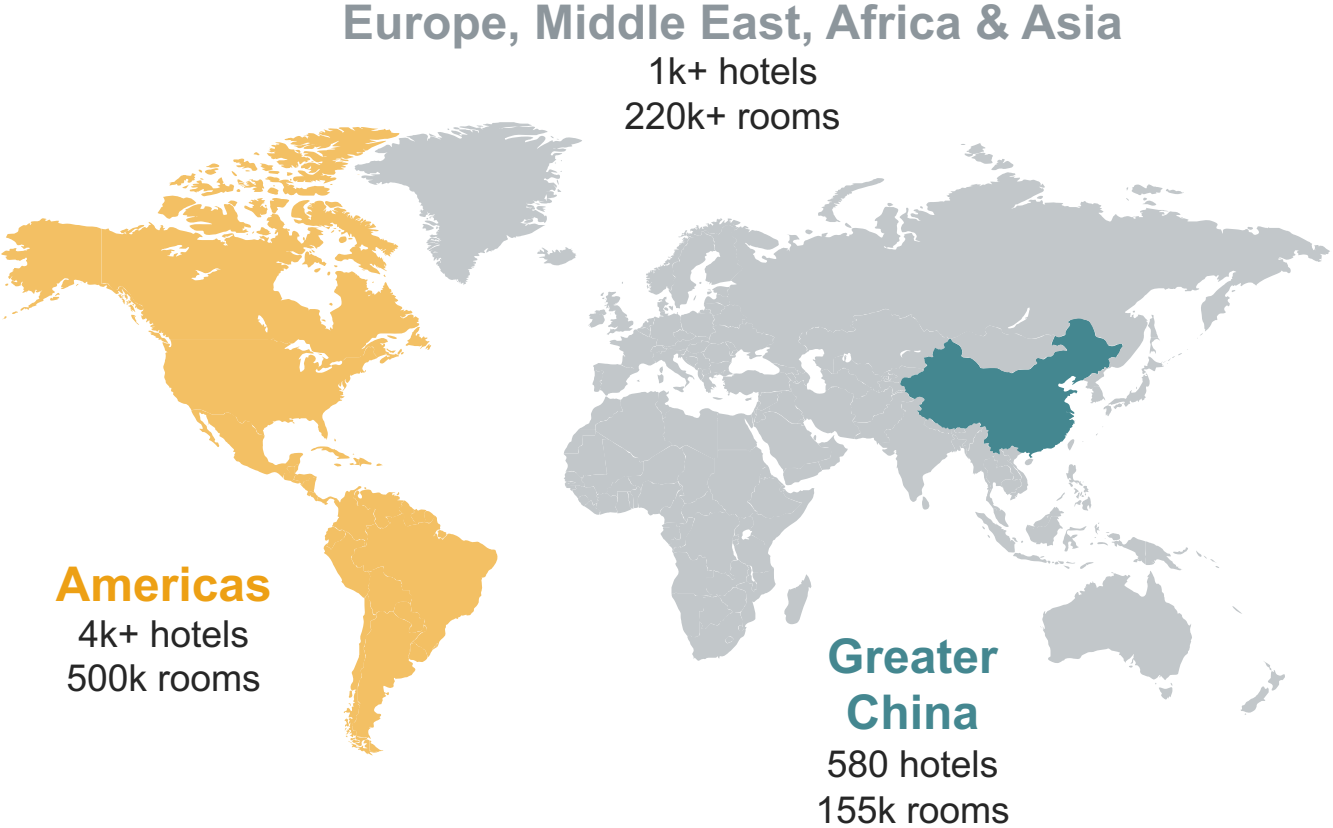 Europe, Middle East, Africa & Asia
1k+ hotels
220k+ rooms
Americas
4k+ hotels
500k rooms
Greater
China
580 hotels
155k rooms